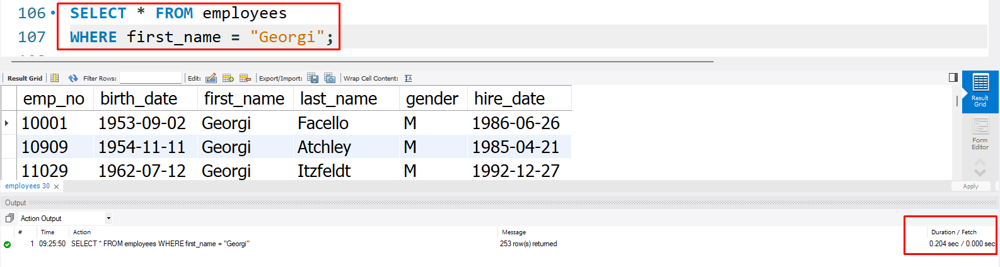 106 SELECT * FROM employees
107 WHERE first_name = "Georgi";
Result Grid Filter Rows: Edit: Export/Import: Wrap Cell Content:
emp_no birth_date first_name last_name gender hire_date
10001 1953-09-02 Georgi Facello M 1986-06-26
10909 1954-11-11 Georgi Atchley M 1985-04-21
11029 1962-07-12 Georgi Itzfeldt M 1992-12-27
Result
Grid
Form
Editor
employees 30
Apply
Output
Action Output
# Time Action Message Duration / Fetch
1 09:25:50 SELECT * FROM employees WHERE first_name = "Georgi" 253 row(s) returned 0.204 sec / 0.000 sec